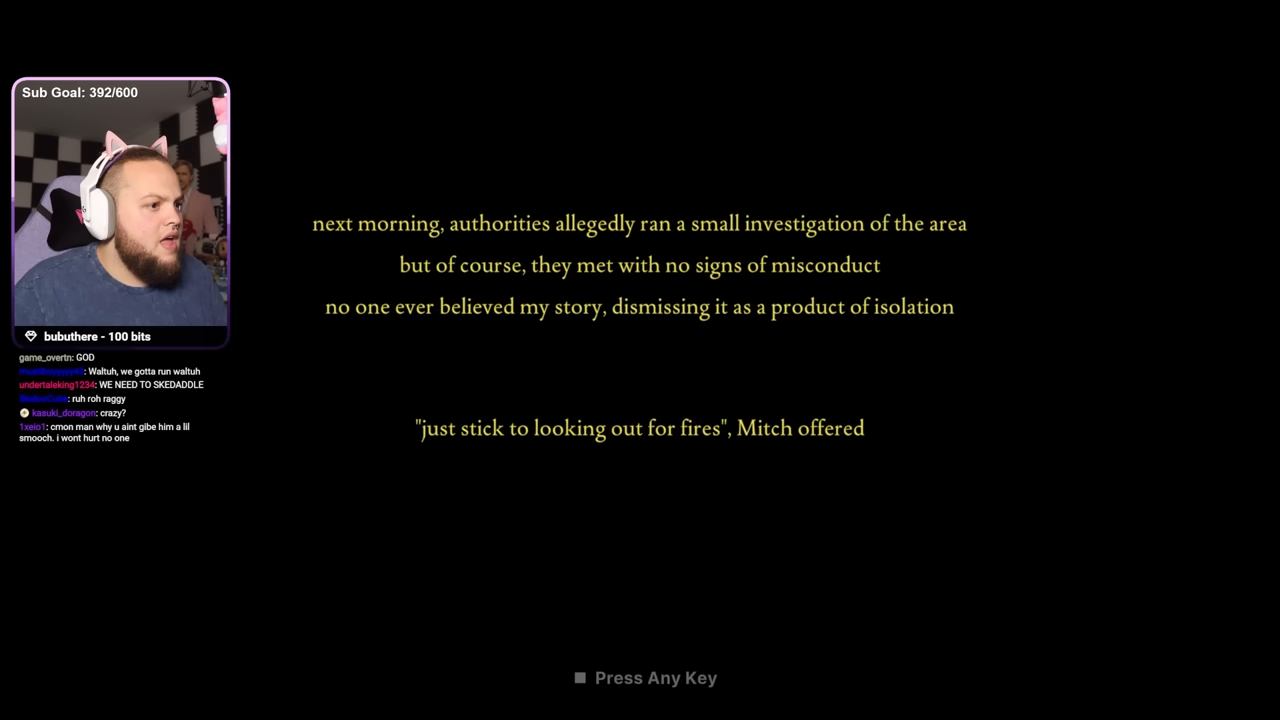 Sub Goal: 392/600
next morning, authorities allegedly ran a small investigation of the area
but of course, they met with no signs of misconduct
no one ever believed my story, dismissing it as a product of isolation
"just stick to looking out for fires", Mitch offered
bubuthere - 100 bits
game_overtn: GOD
: Waltuh, we gotta run waltuh
undertaleking1234: WE NEED TO SKEDADDLE
: ruh roh raggy
kasuki_doragon: crazy?
1xeio1: cmon man why u aint gibe him a lil
smooch. i wont hurt no one
Press Any Key